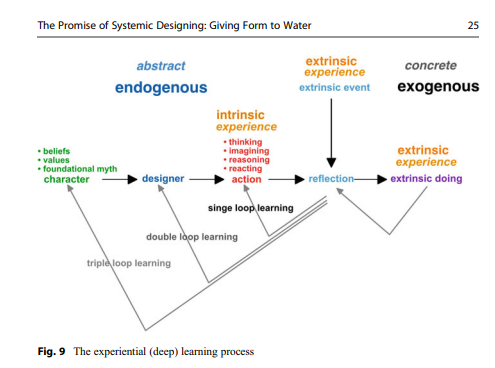 The Promise of Systemic Designing: Giving Form to Water 25
abstract
endogenous
extrinsic
experience
extrinsic event
concrete
exogenous
intrinsic
experience
• thinking
• imagining
• reasoning
• reacting
action
• beliefs
• values
• foundational myth
character
designer
reflection
extrinsic
experience
extrinsic doing
singe loop learning
double loop learning
triple loop learning
Fig. 9 The experiential (deep) learning process